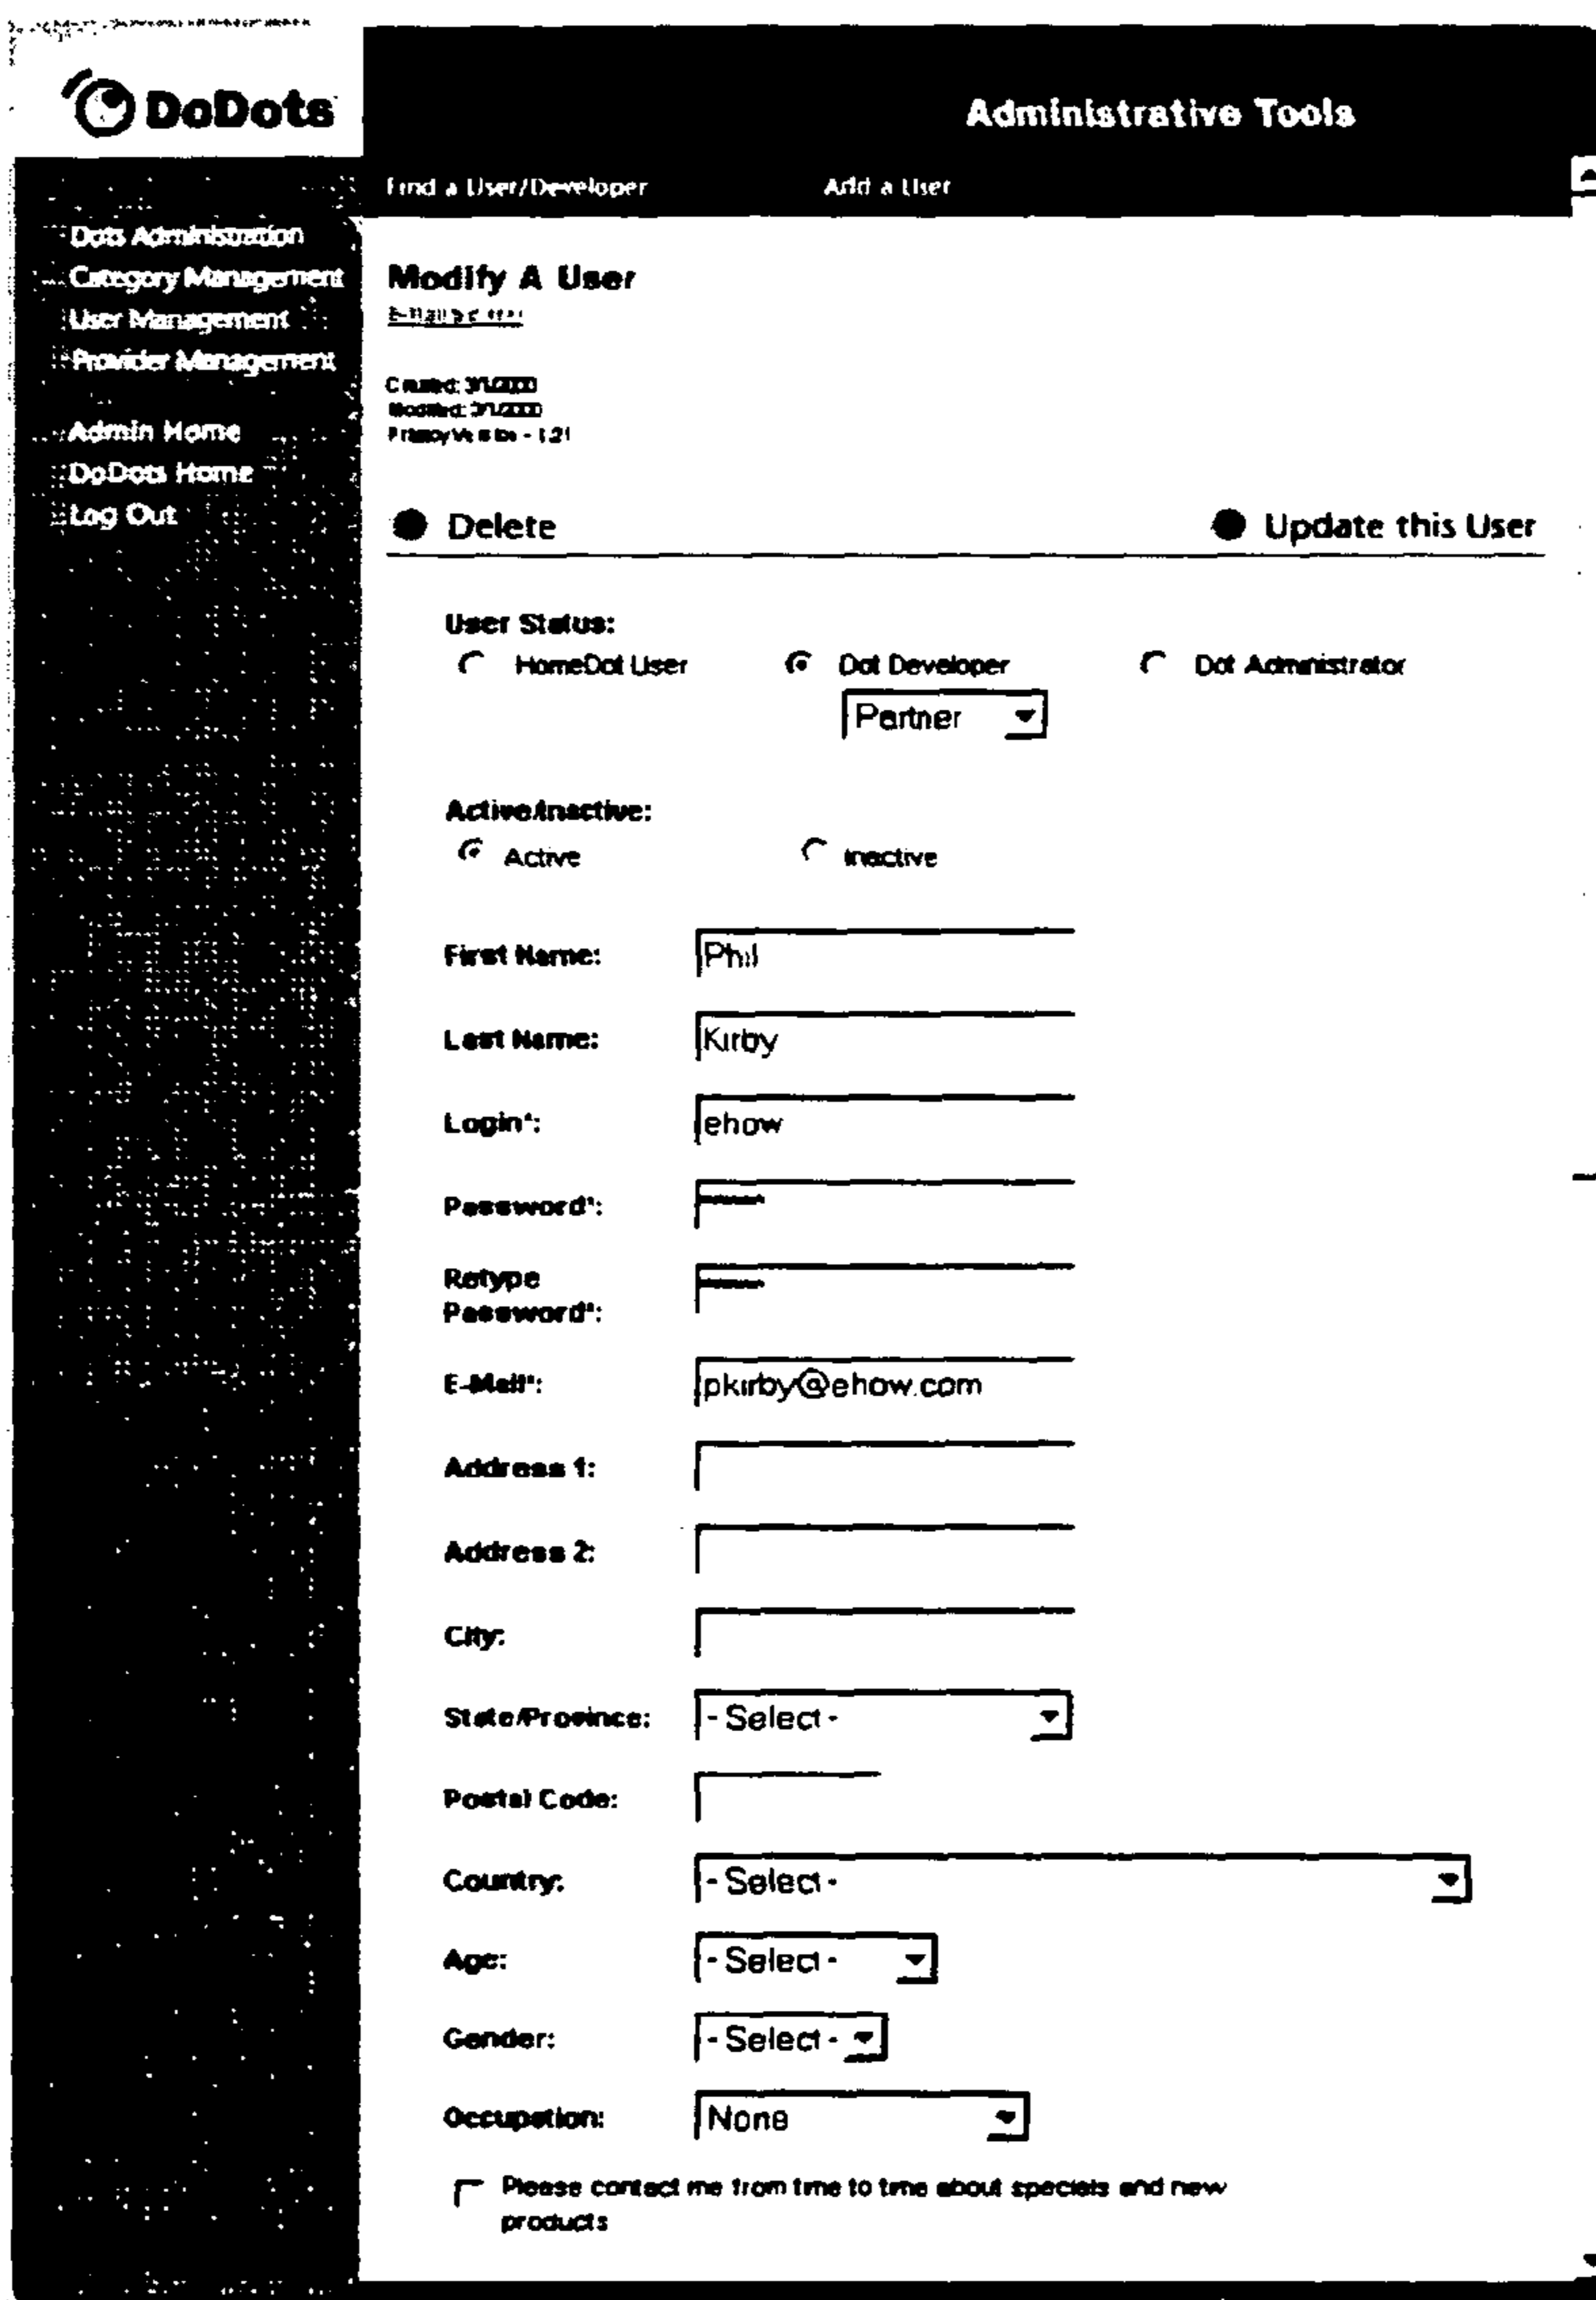 DoDots
Administrative Tools
Find a User/Developer Add a User
Dots Administration
Category Management
User Management
Provider Management
Admin Home
DoDots Home
Log Out
Modify A User
Created:
Modified:
- 1.21
Delete Update this User
User Status:
HomeDot User Dot Developer Dot Administrator
Partner
Active/Inactive:
Active Inactive
First Name: Phil
Last Name: Kirby
Login*: ehow
Password*:
Retype
Password*:
E-Mail*: pkirby@ehow.com
Address 1:
Address 2:
City:
State/Province: - Select -
Postal Code:
Country: - Select -
Age: - Select -
Gender: - Select -
Occupation: None
Please contact me from time to time about specials and new
products